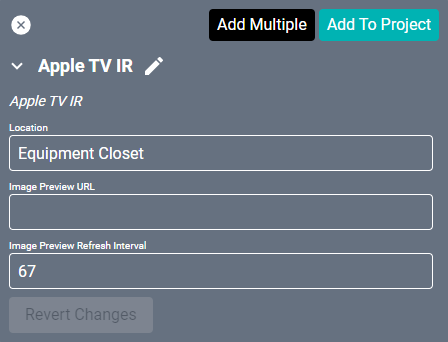 Add Multiple
Add To Project
Apple TV IR
Apple TV IR
Location
Equipment Closet
Image Preview URL
Image Preview Refresh Interval
67
Revert Changes